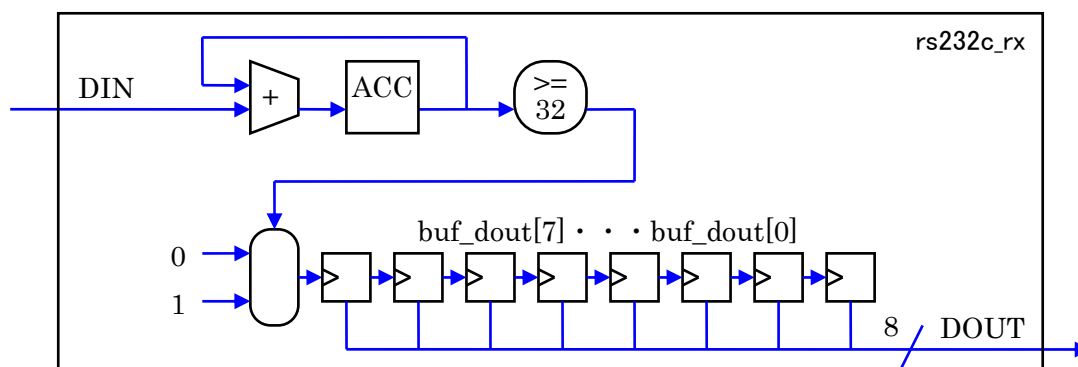 rs232c_rx
DIN
+
ACC
>=
32
buf_dout[7]・・・buf_dout[0]
0
1
8
DOUT